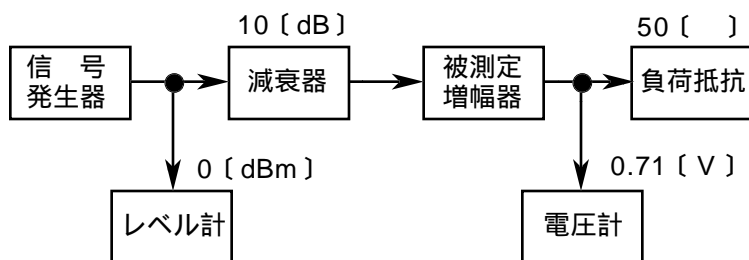 10〔dB〕
50〔 〕
信 号
発生器
減衰器
被測定
増幅器
負荷抵抗
0〔dBm〕
0.71〔V〕
レベル計
電圧計